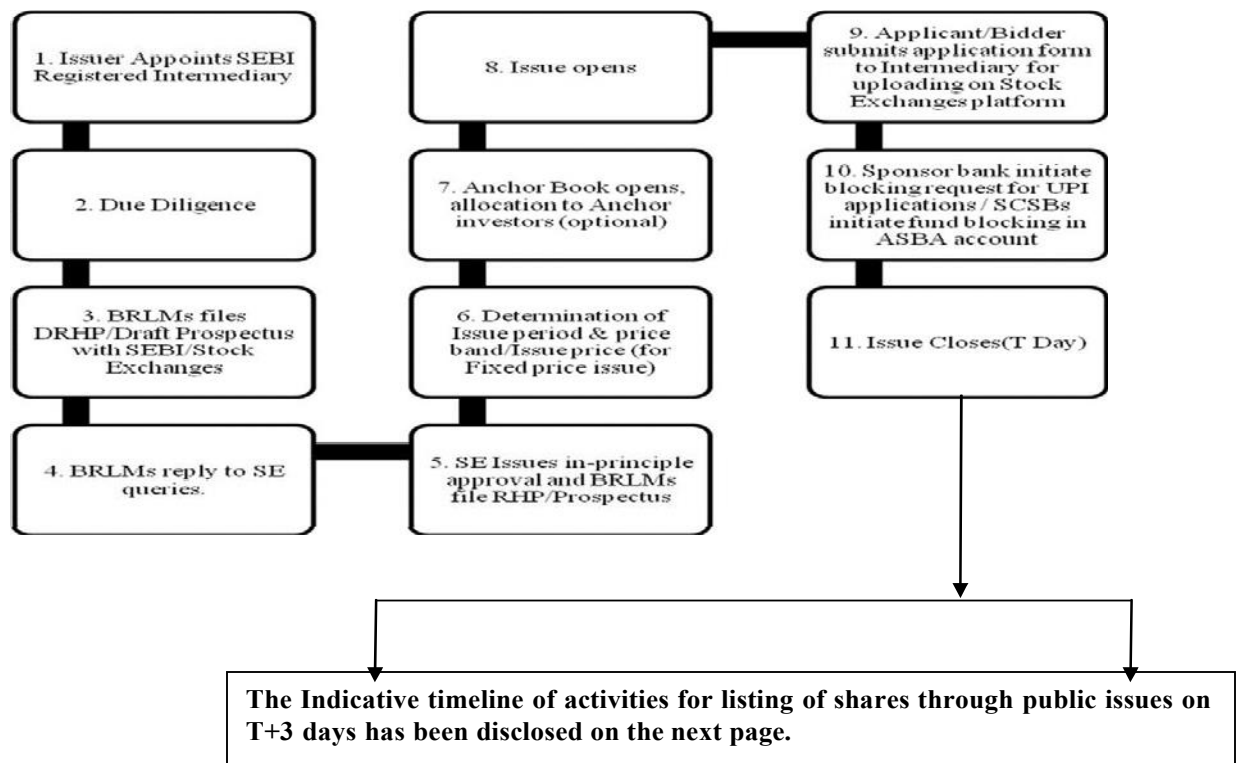 1. Issuer Appoints SEBI
Registered Intermediary
2. Due Diligence
3. BRLMs files
DRHP/Draft Prospectus
with SEBI/Stock
Exchanges
4. BRLMs reply to SE
queries.
5. SE Issues in-principle
approval and BRLMs
file RHP/Prospectus
6. Determination of
Issue period & price
band/Issue price (for
Fixed price issue)
7. Anchor Book opens,
allocation to Anchor
investors (optional)
8. Issue opens
9. Applicant/Bidder
submits application form
to Intermediary for
uploading on Stock
Exchanges platform
10. Sponsor bank initiate
blocking request for UPI
applications / SCSBs
initiate fund blocking in
ASBA account
11. Issue Closes(T Day)
The Indicative timeline of activities for listing of shares through public issues on
T+3 days has been disclosed on the next page.